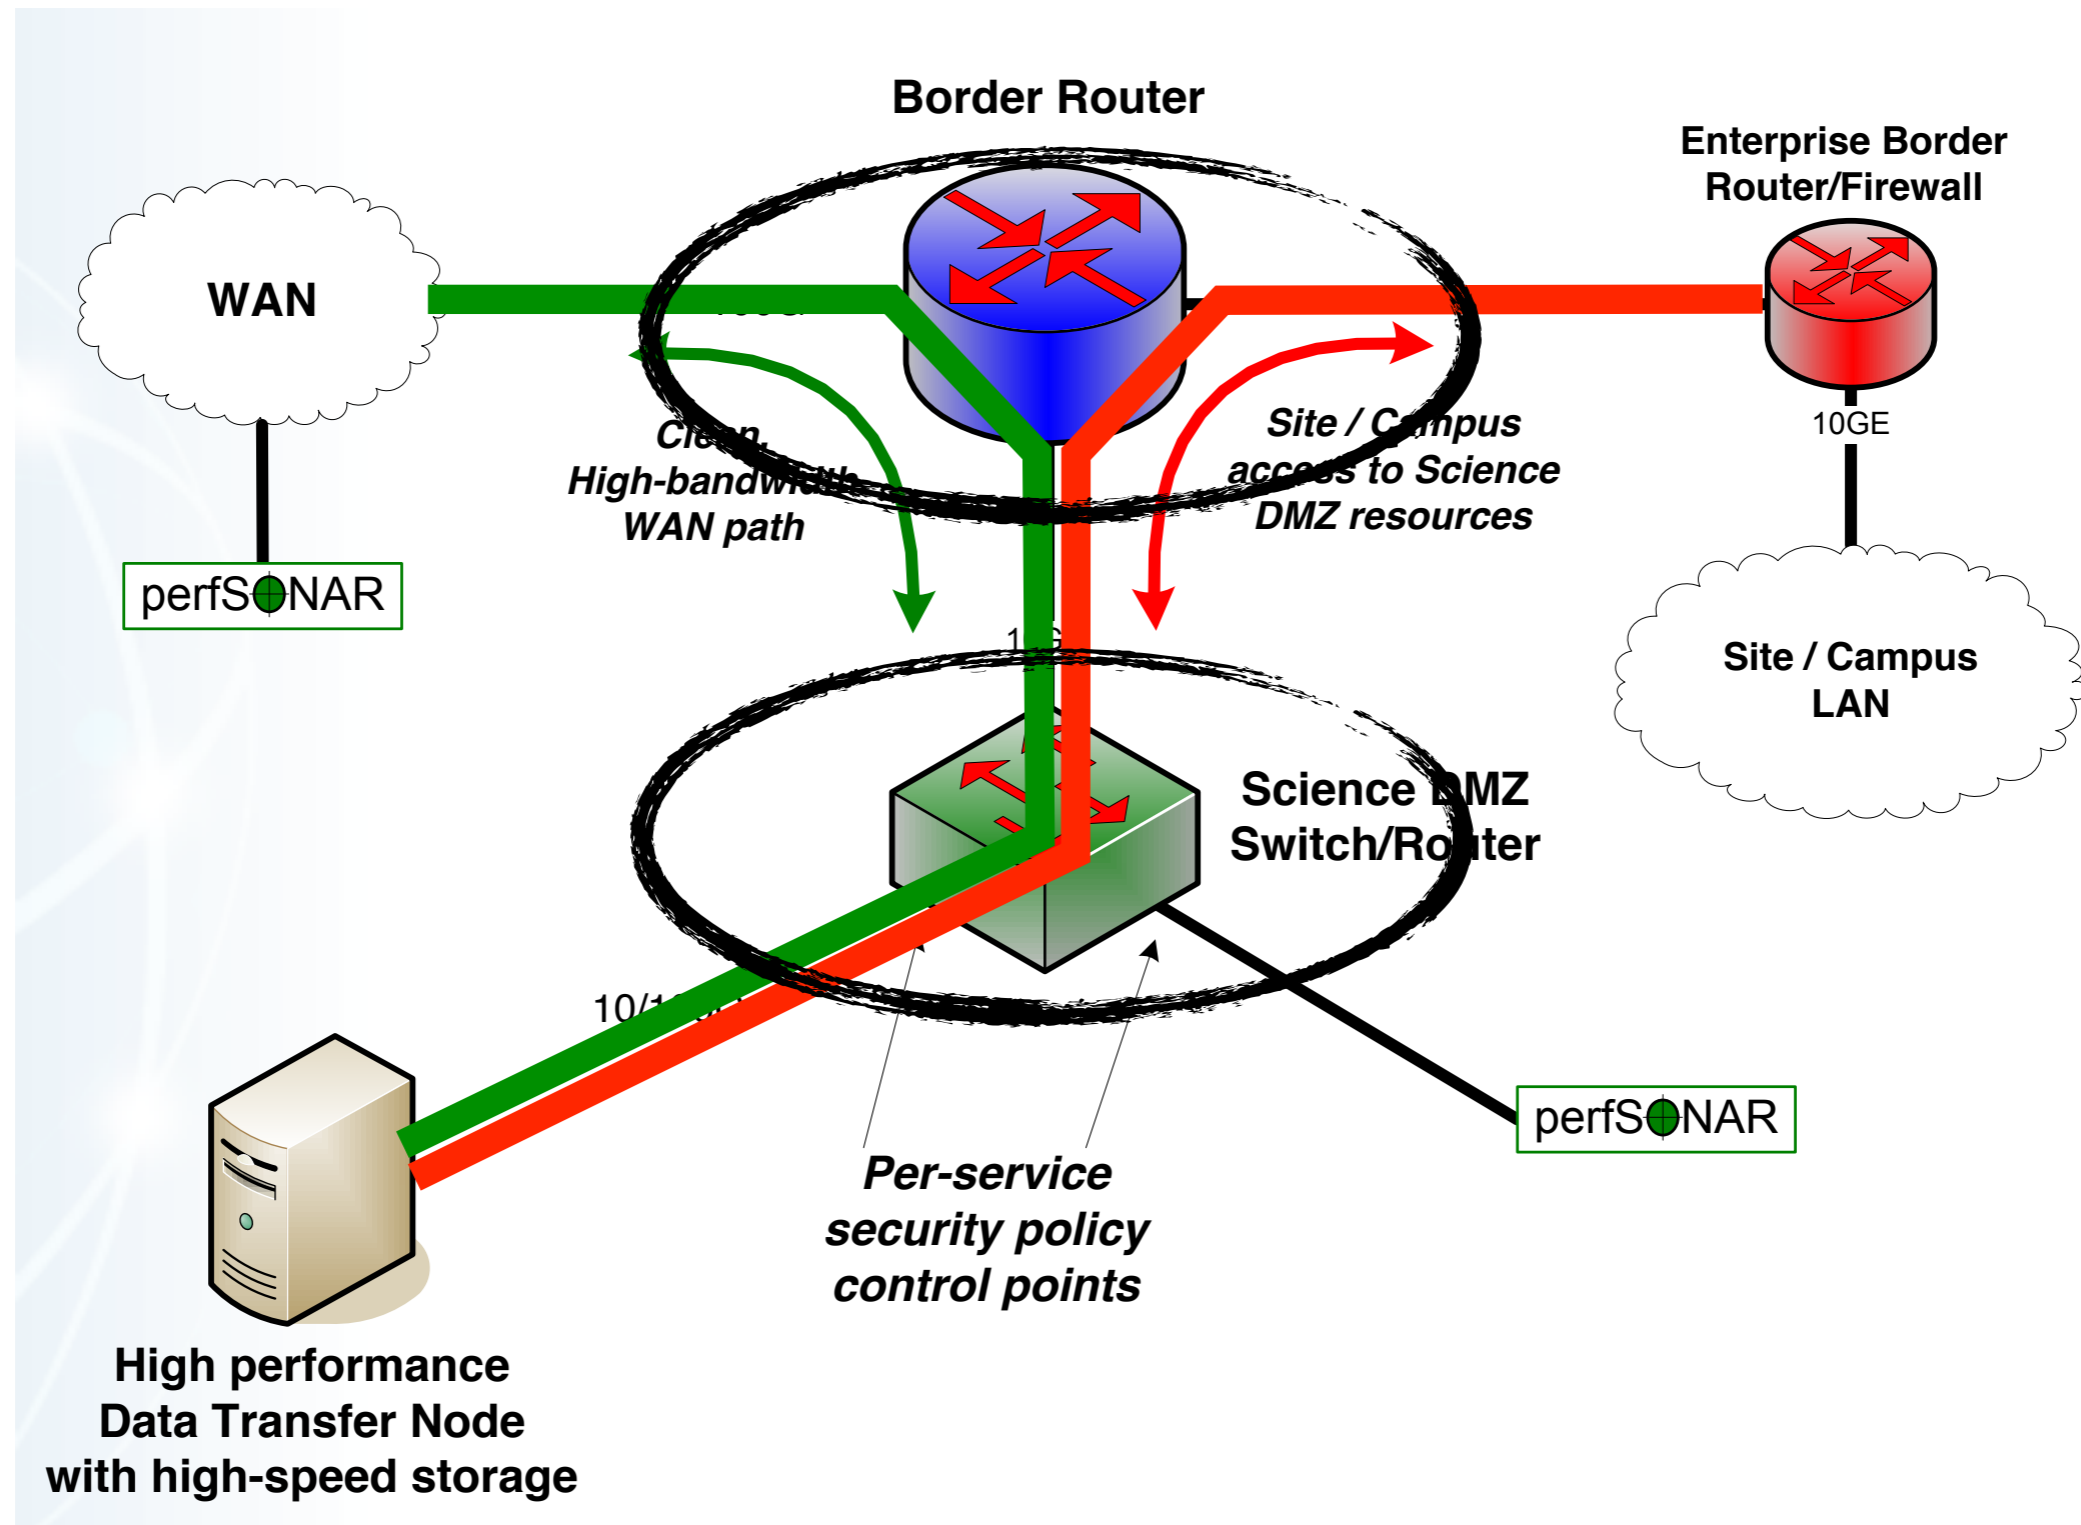 Border Router
Enterprise Border
Router/Firewall
WAN
10GE
Clean,
High-bandwidth
WAN path
Site / Campus
access to Science
DMZ resources
perfSONAR
Site / Campus
LAN
Science DMZ
Switch/Router
perfSONAR
Per-service
security policy
control points
High performance
Data Transfer Node
with high-speed storage